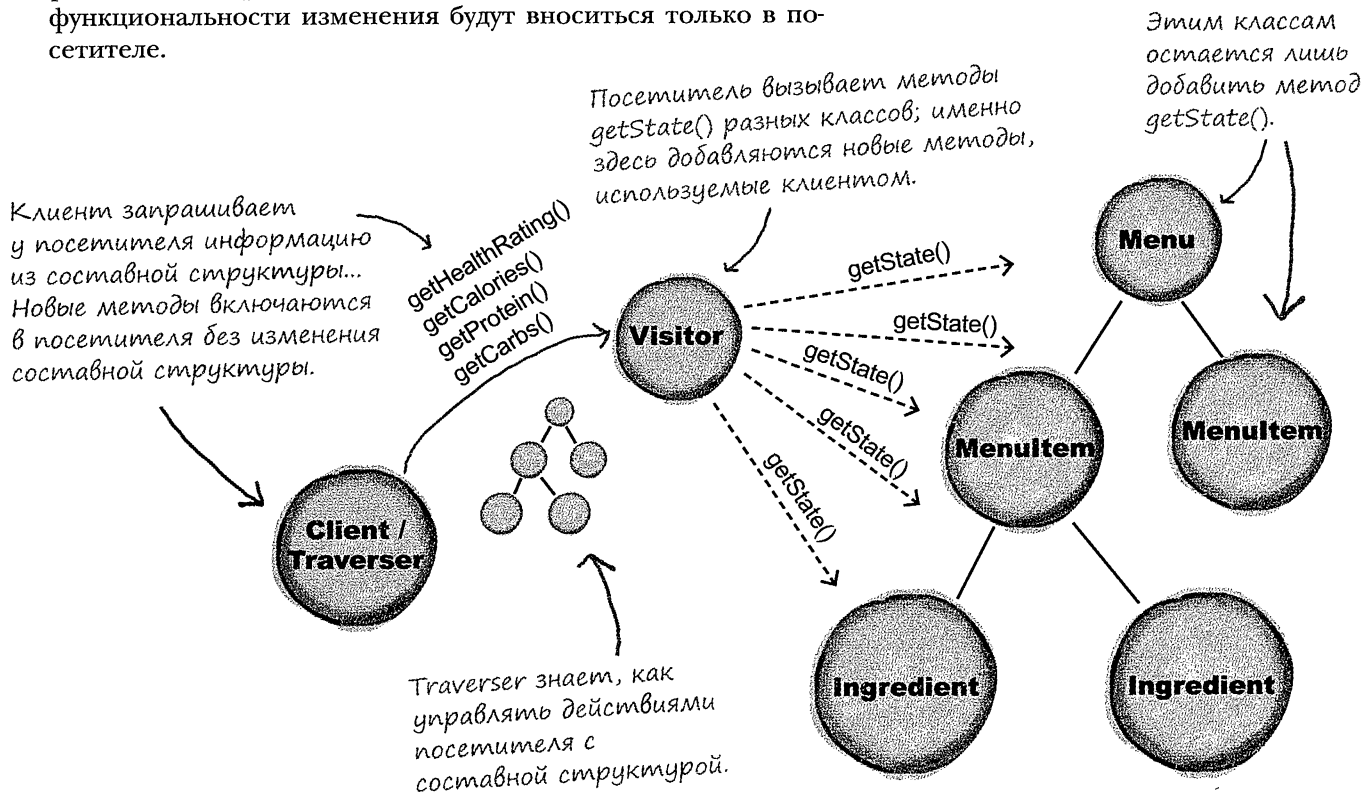 функциональности изменения будут вноситься только в по-
сетителе.
Этим классам
остается лишь
добавить метод
getState().
Посетитель вызывает методы
getState() разных классов; именно
здесь добавляются новые методы,
используемые клиентом.
Клиент запрашивает
у посетителя информацию
из составной структуры...
Новые методы включаются
в посетителя без изменения
составной структуры.
getHealthRating()
getCalories()
getProtein()
getCarbs()
Visitor
getState()
getState()
getState()
getState()
getState()
Menu
MenuItem
MenuItem
Client /
Traverser
Ingredient
Ingredient
Traverser знает, как
управлять действиями
посетителя с
составной структурой.